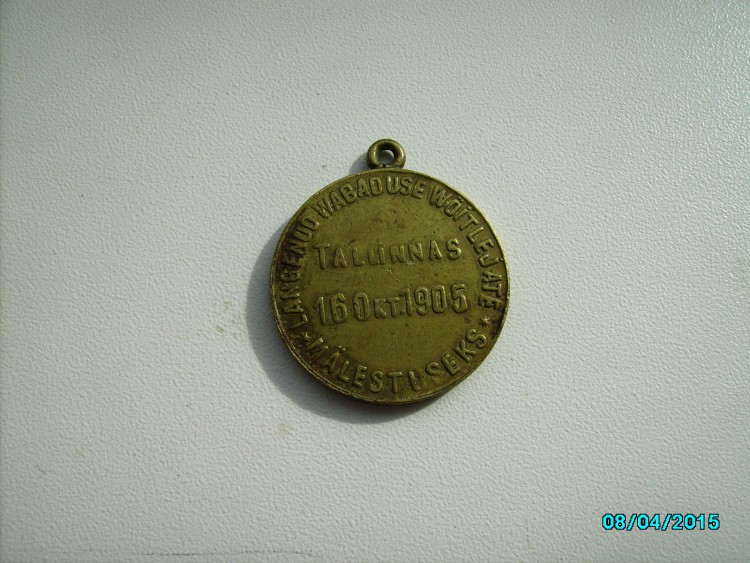 LANGENUD WABADUSE WÕITLEJATE
TALLINNAS
16 OKT. 1905
* MÄLESTUSEKS *
08/04/2015